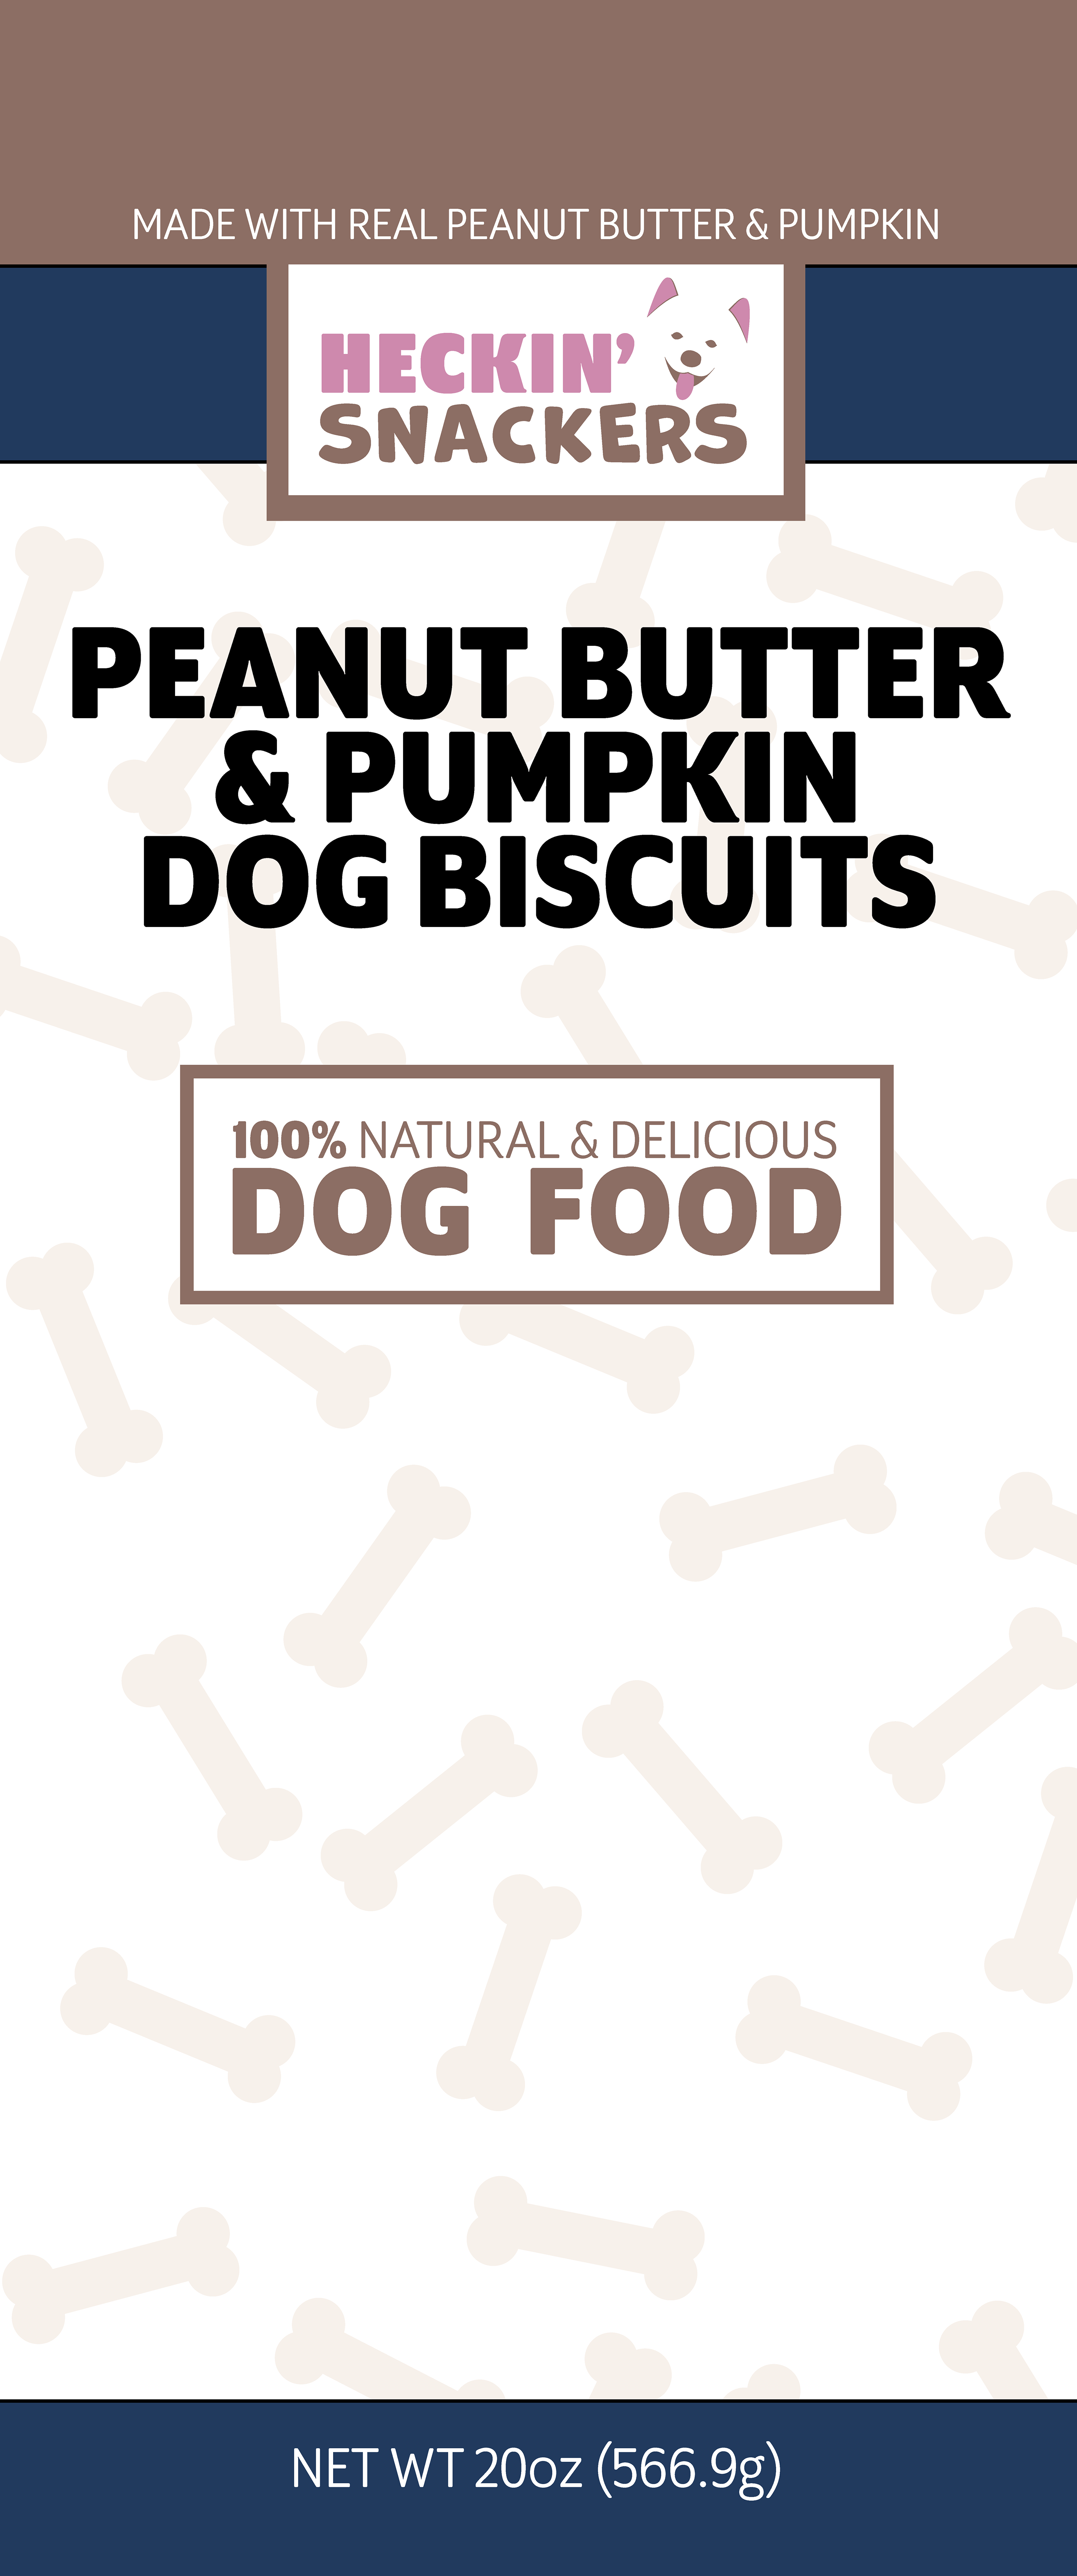 MADE WITH REAL PEANUT BUTTER & PUMPKIN
HECKIN’
SNACKERS
PEANUT BUTTER
& PUMPKIN
DOG BISCUITS
100% NATURAL & DELICIOUS
DOG FOOD
NET WT 20oz (566.9g)